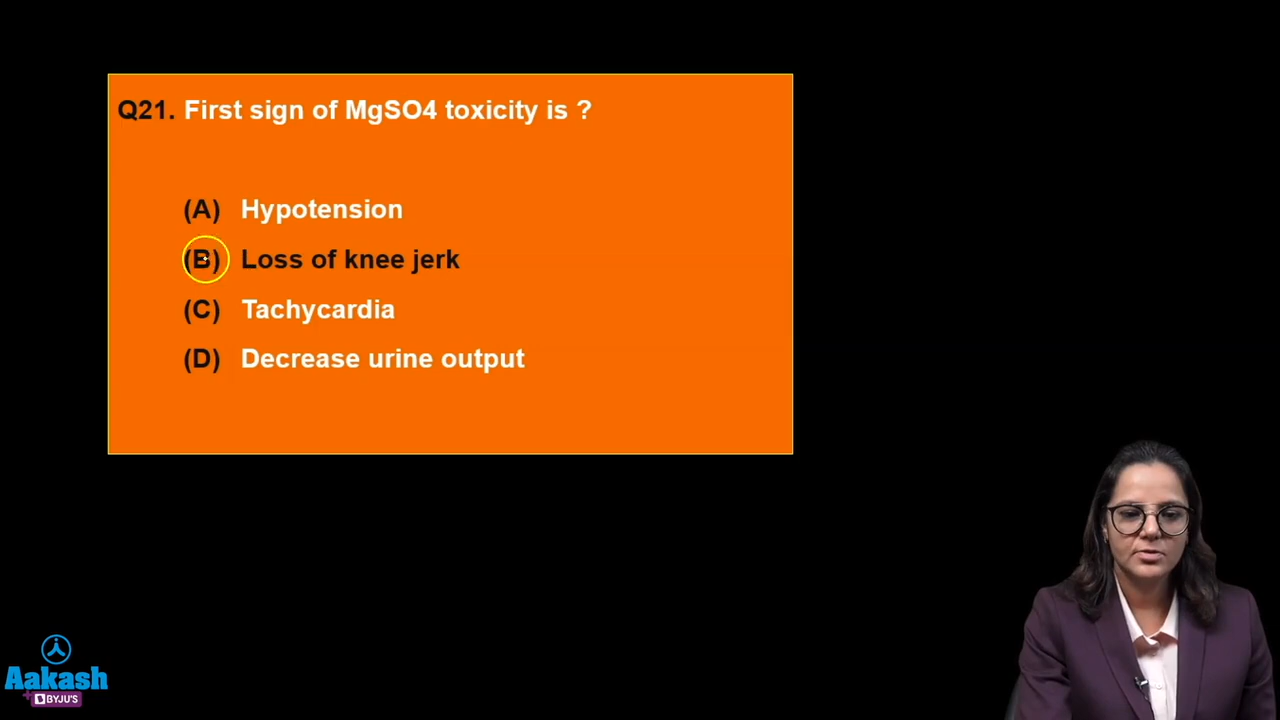 Q21. First sign of MgSO4 toxicity is ?
(A) Hypotension
(B) Loss of knee jerk
(C) Tachycardia
(D) Decrease urine output
Aakash
+ BYJU'S